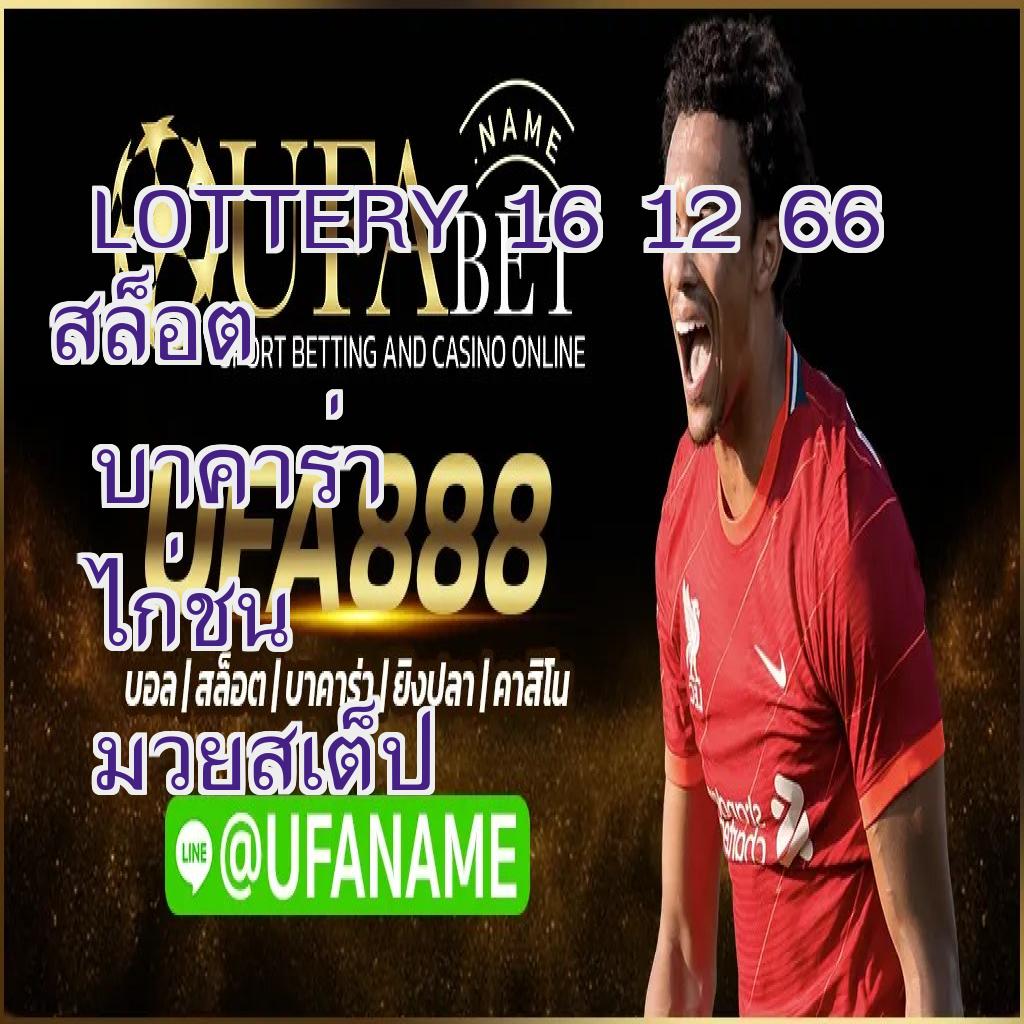 .NAME
UFABET
LOTTERY 16 12 66
สล็อต
SPORT BETTING AND CASINO ONLINE
บาคาร่า
UFA888
ไก่ชน
บอล|สล็อต|บาคาร่า|ยิงปลา|คาสิโน
มวยสเต็ป
LINE @UFANAME